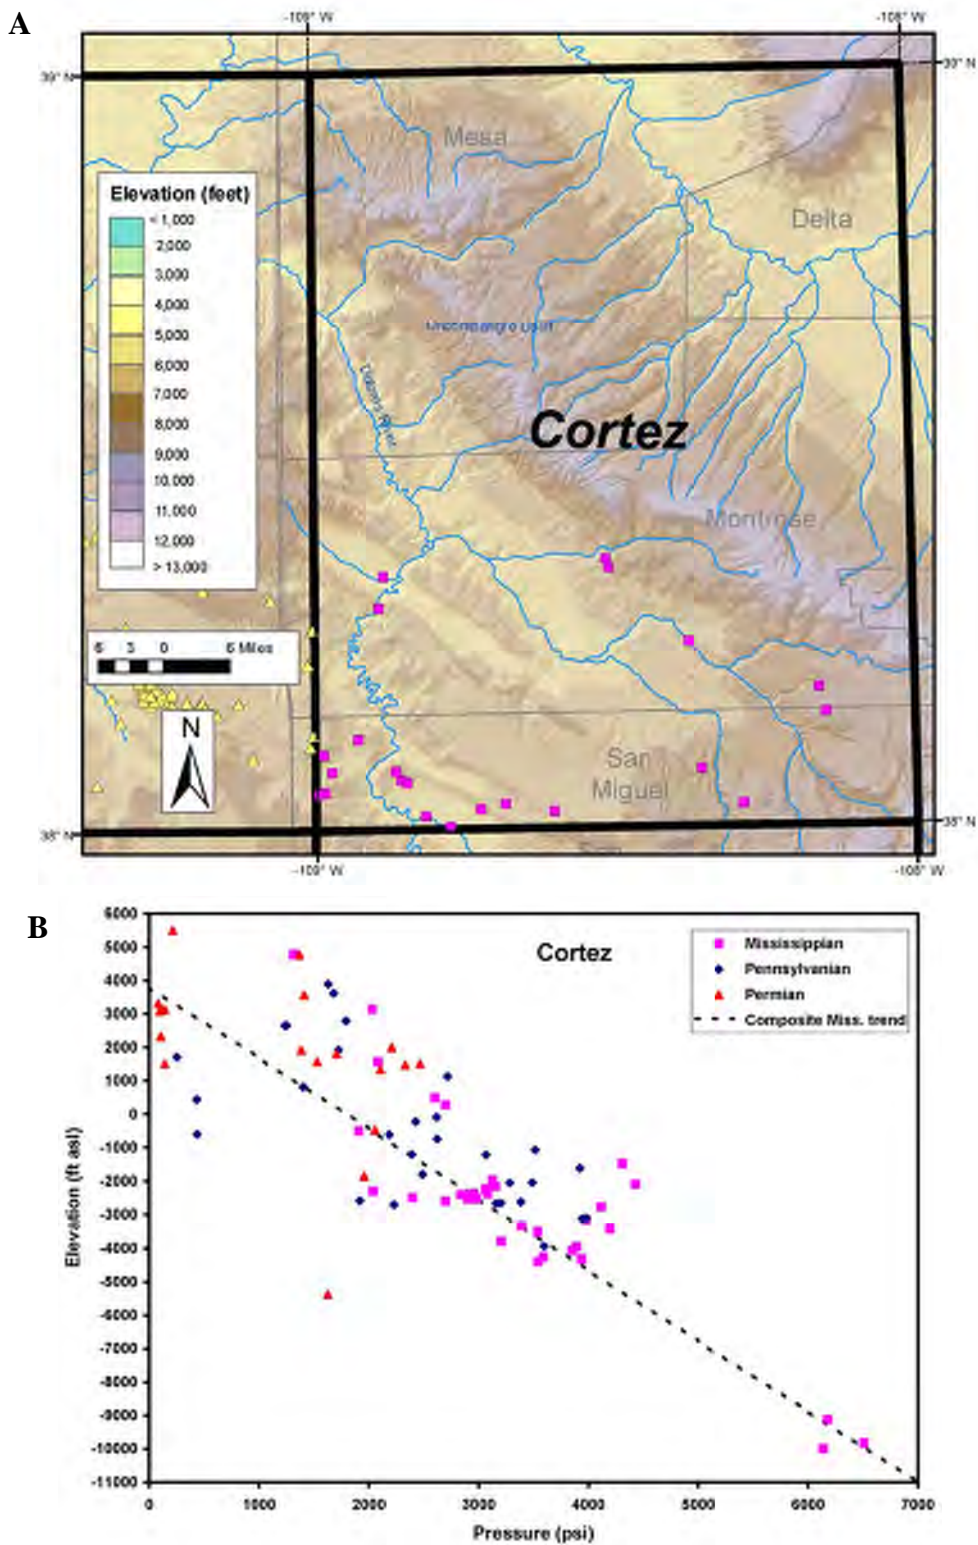 A
-109° W
-108° W
39° N
39° N
Mesa
Elevation (feet)
< 1,000
2,000
3,000
4,000
5,000
6,000
7,000
8,000
9,000
10,000
11,000
12,000
> 13,000
Delta
Uncompahgre Uplift
Dolores River
Cortez
Montrose
6 3 0 6 Miles
N
San
Miguel
38° N
38° N
-109° W
-108° W
B
6000
5000
4000
3000
2000
1000
0
-1000
-2000
-3000
-4000
-5000
-6000
-7000
-8000
-9000
-10000
-11000
Elevation (ft asl)
Cortez
Mississippian
Pennsylvanian
Permian
Composite Miss. trend
0 1000 2000 3000 4000 5000 6000 7000
Pressure (psi)